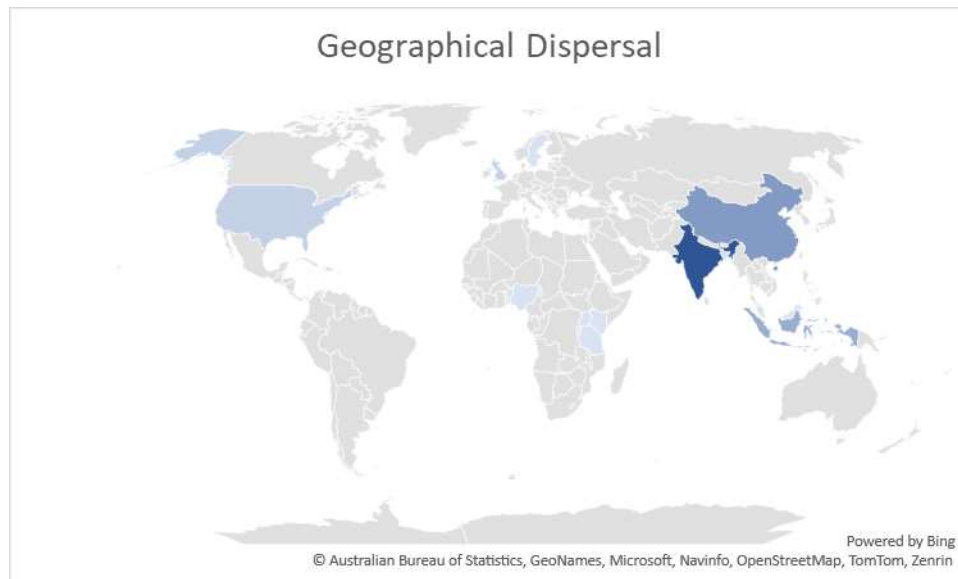 Geographical Dispersal
Powered by Bing
© Australian Bureau of Statistics, GeoNames, Microsoft, Navinfo, OpenStreetMap, TomTom, Zenrin